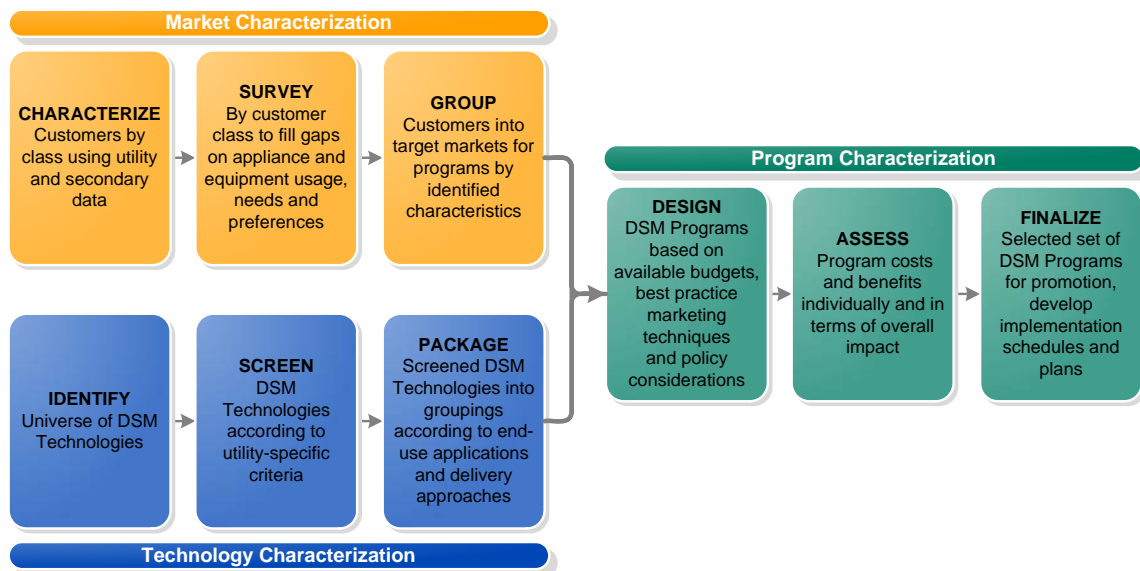 Market Characterization
CHARACTERIZE
Customers by
class using utility
and secondary
data
SURVEY
By customer
class to fill gaps
on appliance and
equipment usage,
needs and
preferences
GROUP
Customers into
target markets for
programs by
identified
characteristics
Program Characterization
DESIGN
DSM Programs
based on
available budgets,
best practice
marketing
techniques
and policy
considerations
ASSESS
Program costs
and benefits
individually and in
terms of overall
impact
FINALIZE
Selected set of
DSM Programs
for promotion,
develop
implementation
schedules and
plans
IDENTIFY
Universe of DSM
Technologies
SCREEN
DSM
Technologies
according to
utility-specific
criteria
PACKAGE
Screened DSM
Technologies into
groupings
according to end-
use applications
and delivery
approaches
Technology Characterization